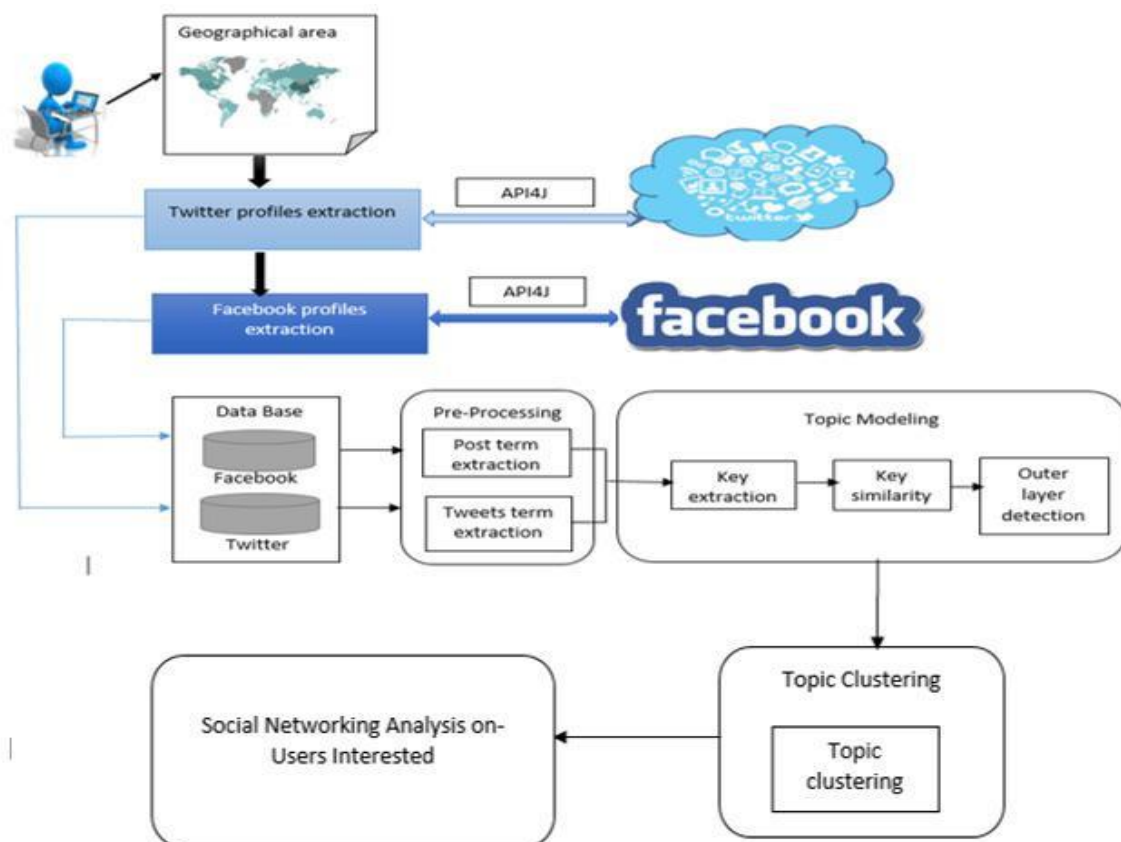 Geographical area
API4J
Twitter profiles extraction
twitter
API4J
Facebook profiles
extraction
facebook
Data Base
Facebook
Twitter
Pre-Processing
Post term
extraction
Tweets term
extraction
Topic Modeling
Key
extraction
Key
similarity
Outer
layer
detection
Topic Clustering
Topic
clustering
Social Networking Analysis on-
Users Interested